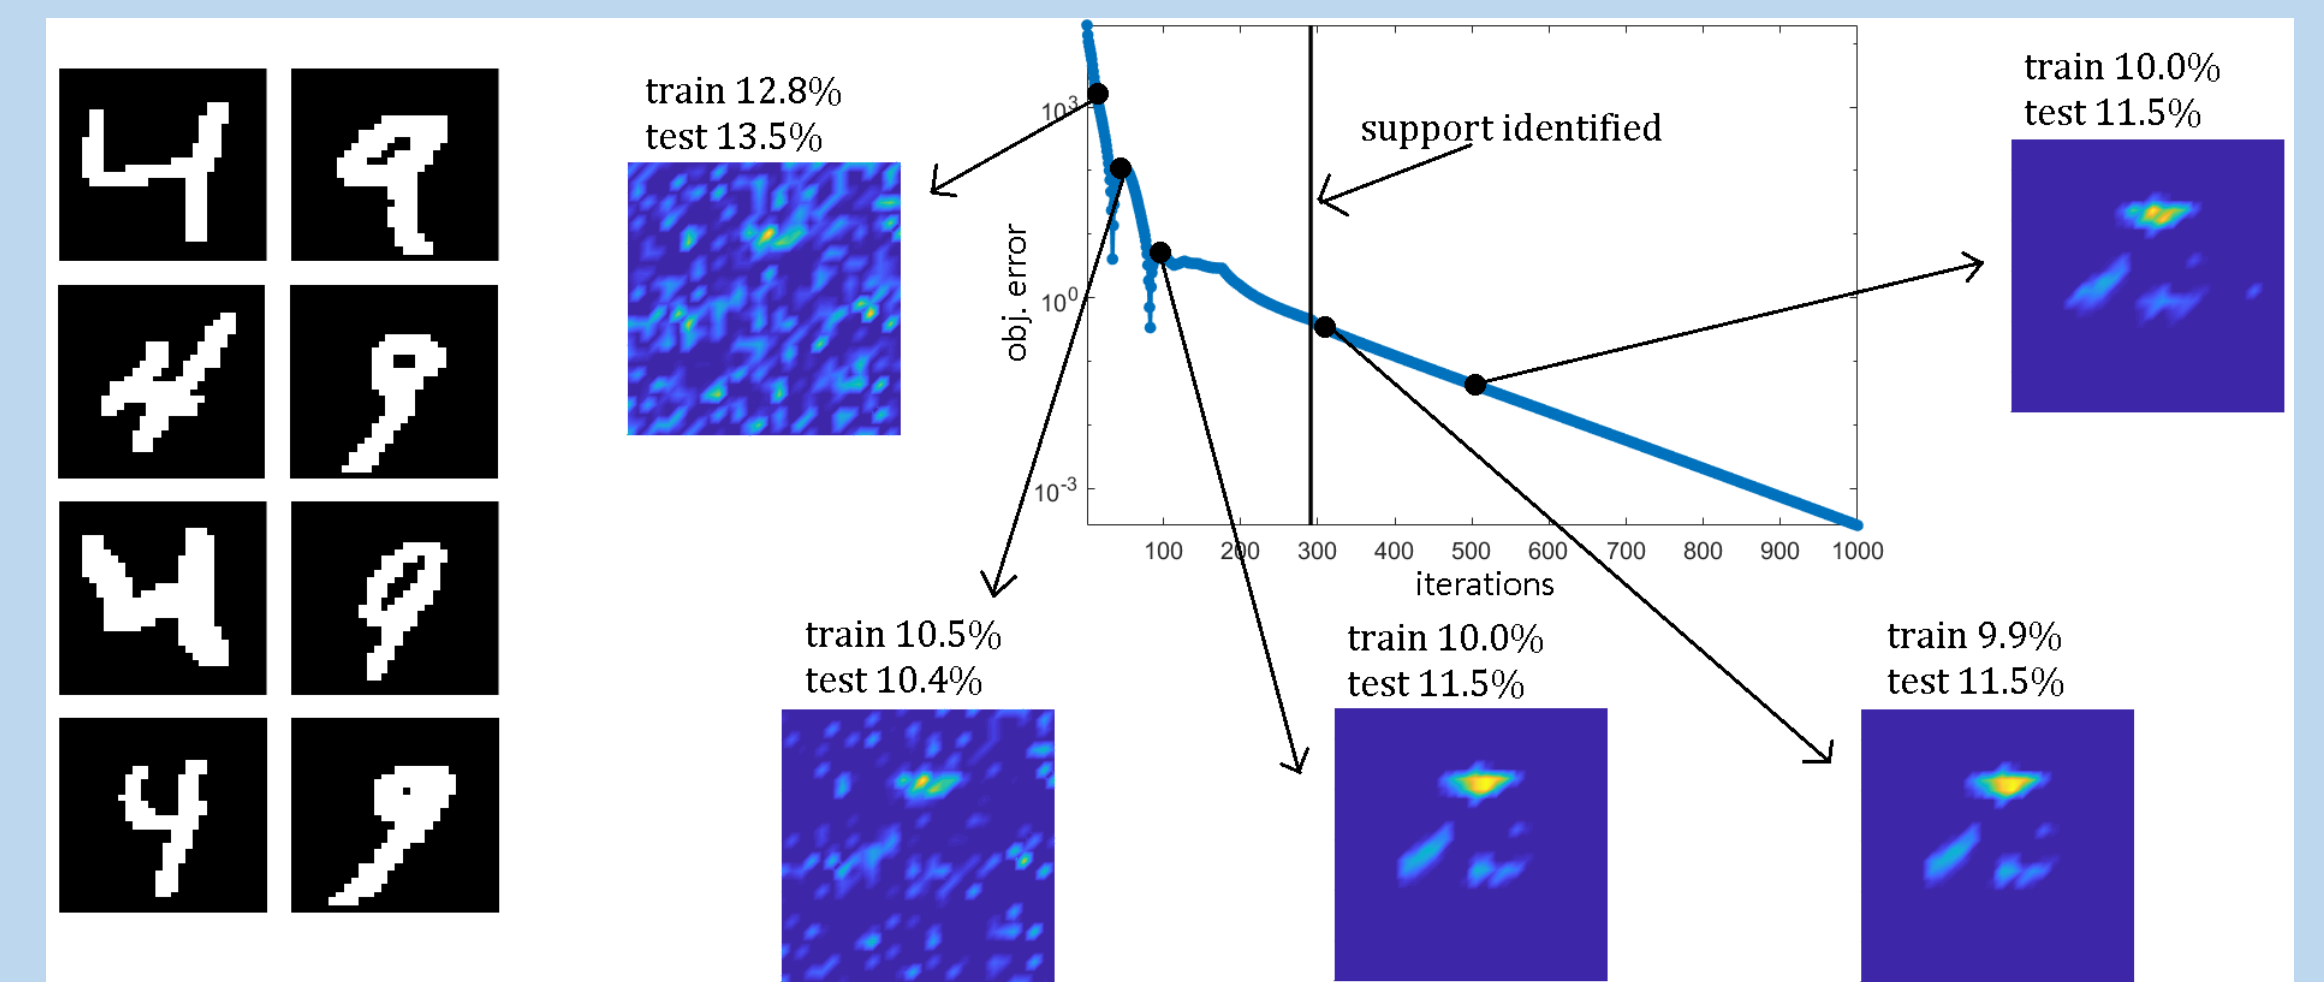 train 12.8%
test 13.5%
10³
10⁰
10⁻³
obj. error
support identified
train 10.0%
test 11.5%
100 200 300 400 500 600 700 800 900 1000
iterations
train 10.5%
test 10.4%
train 10.0%
test 11.5%
train 9.9%
test 11.5%